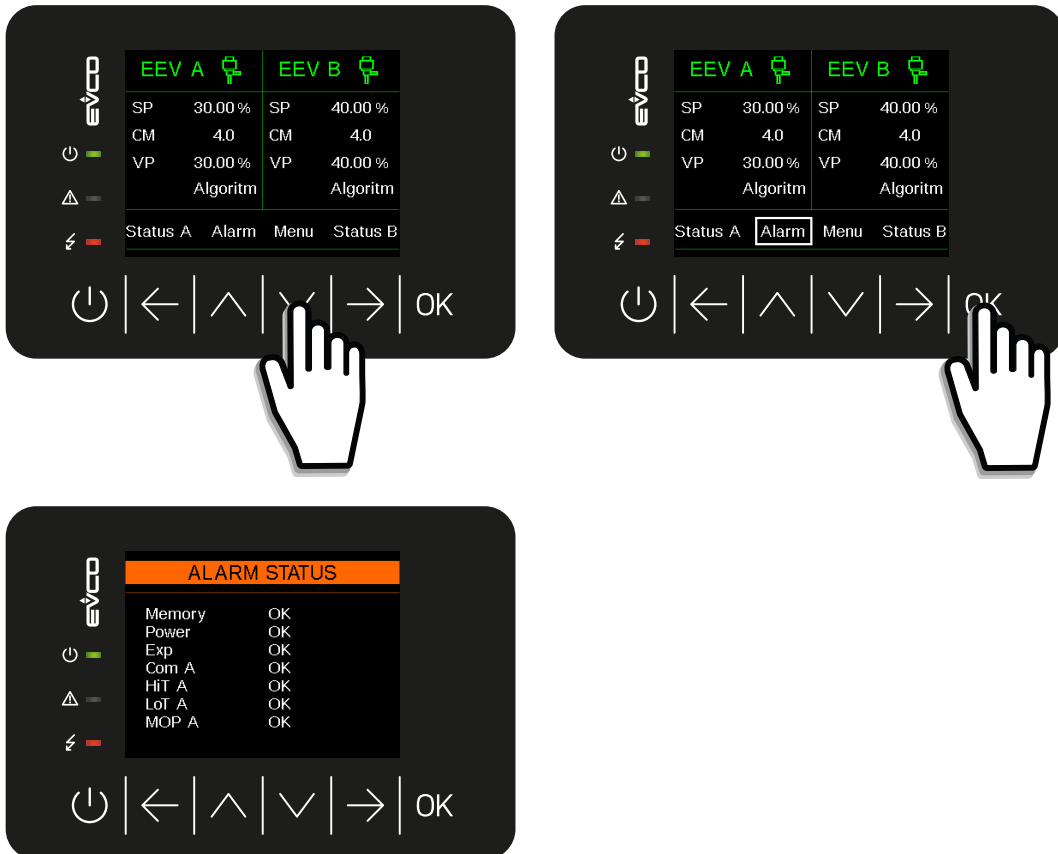 evco
EEV A EEV B
SP 30.00 % SP 40.00 %
CM 4.0 CM 4.0
VP 30.00 % VP 40.00 %
Algoritm Algoritm
Status A Alarm Menu Status B
OK
evco
EEV A EEV B
SP 30.00 % SP 40.00 %
CM 4.0 CM 4.0
VP 30.00 % VP 40.00 %
Algoritm Algoritm
Status A Alarm Menu Status B
OK
evco
ALARM STATUS
Memory OK
Power OK
Exp OK
Com A OK
HiT A OK
LoT A OK
MOP A OK
OK